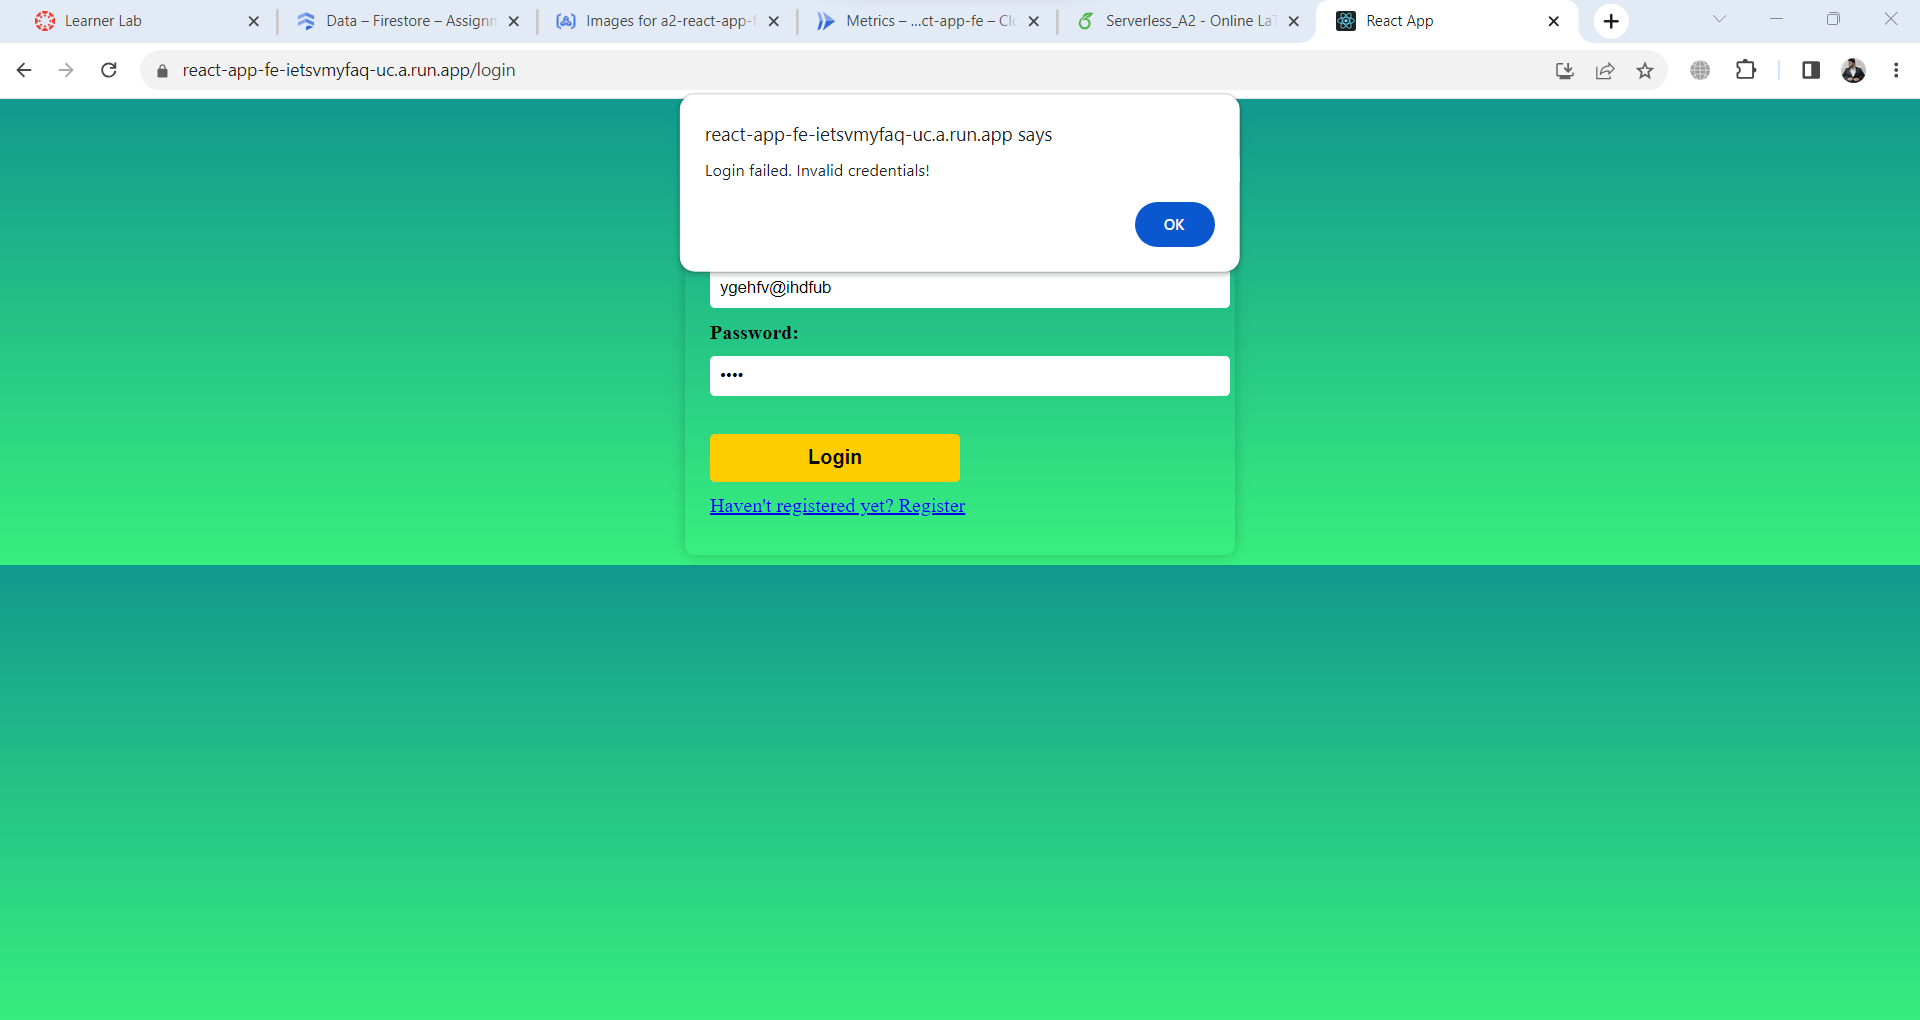 Learner Lab
Data – Firestore – Assignm
Images for a2-react-app-f
Metrics – ...ct-app-fe – Clo
Serverless_A2 - Online LaT
React App
react-app-fe-ietsvmyfaq-uc.a.run.app/login
react-app-fe-ietsvmyfaq-uc.a.run.app says
Login failed. Invalid credentials!
OK
ygehfv@ihdfub
Password:
••••
Login
Haven't registered yet? Register